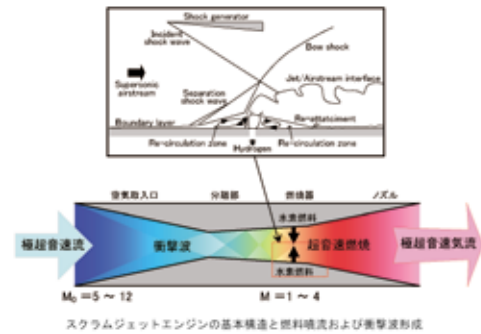 Shock generator
Incident
shock wave
Bow shock
Supersonic
airstream
Separation
shock wave
Jet/Airstream interface
Boundary layer
Re-attatciment
Re-circulation zone
Re-circulation zone
Hydrogen
空気取入口
分離部
燃焼器
ノズル
水素燃料
極超音速流
衝撃波
超音速燃焼
極超音速気流
水素燃料
M₀ =5 ～ 12
M =1 ～ 4
スクラムジェットエンジンの基本構造と燃料噴流および衝撃波形成